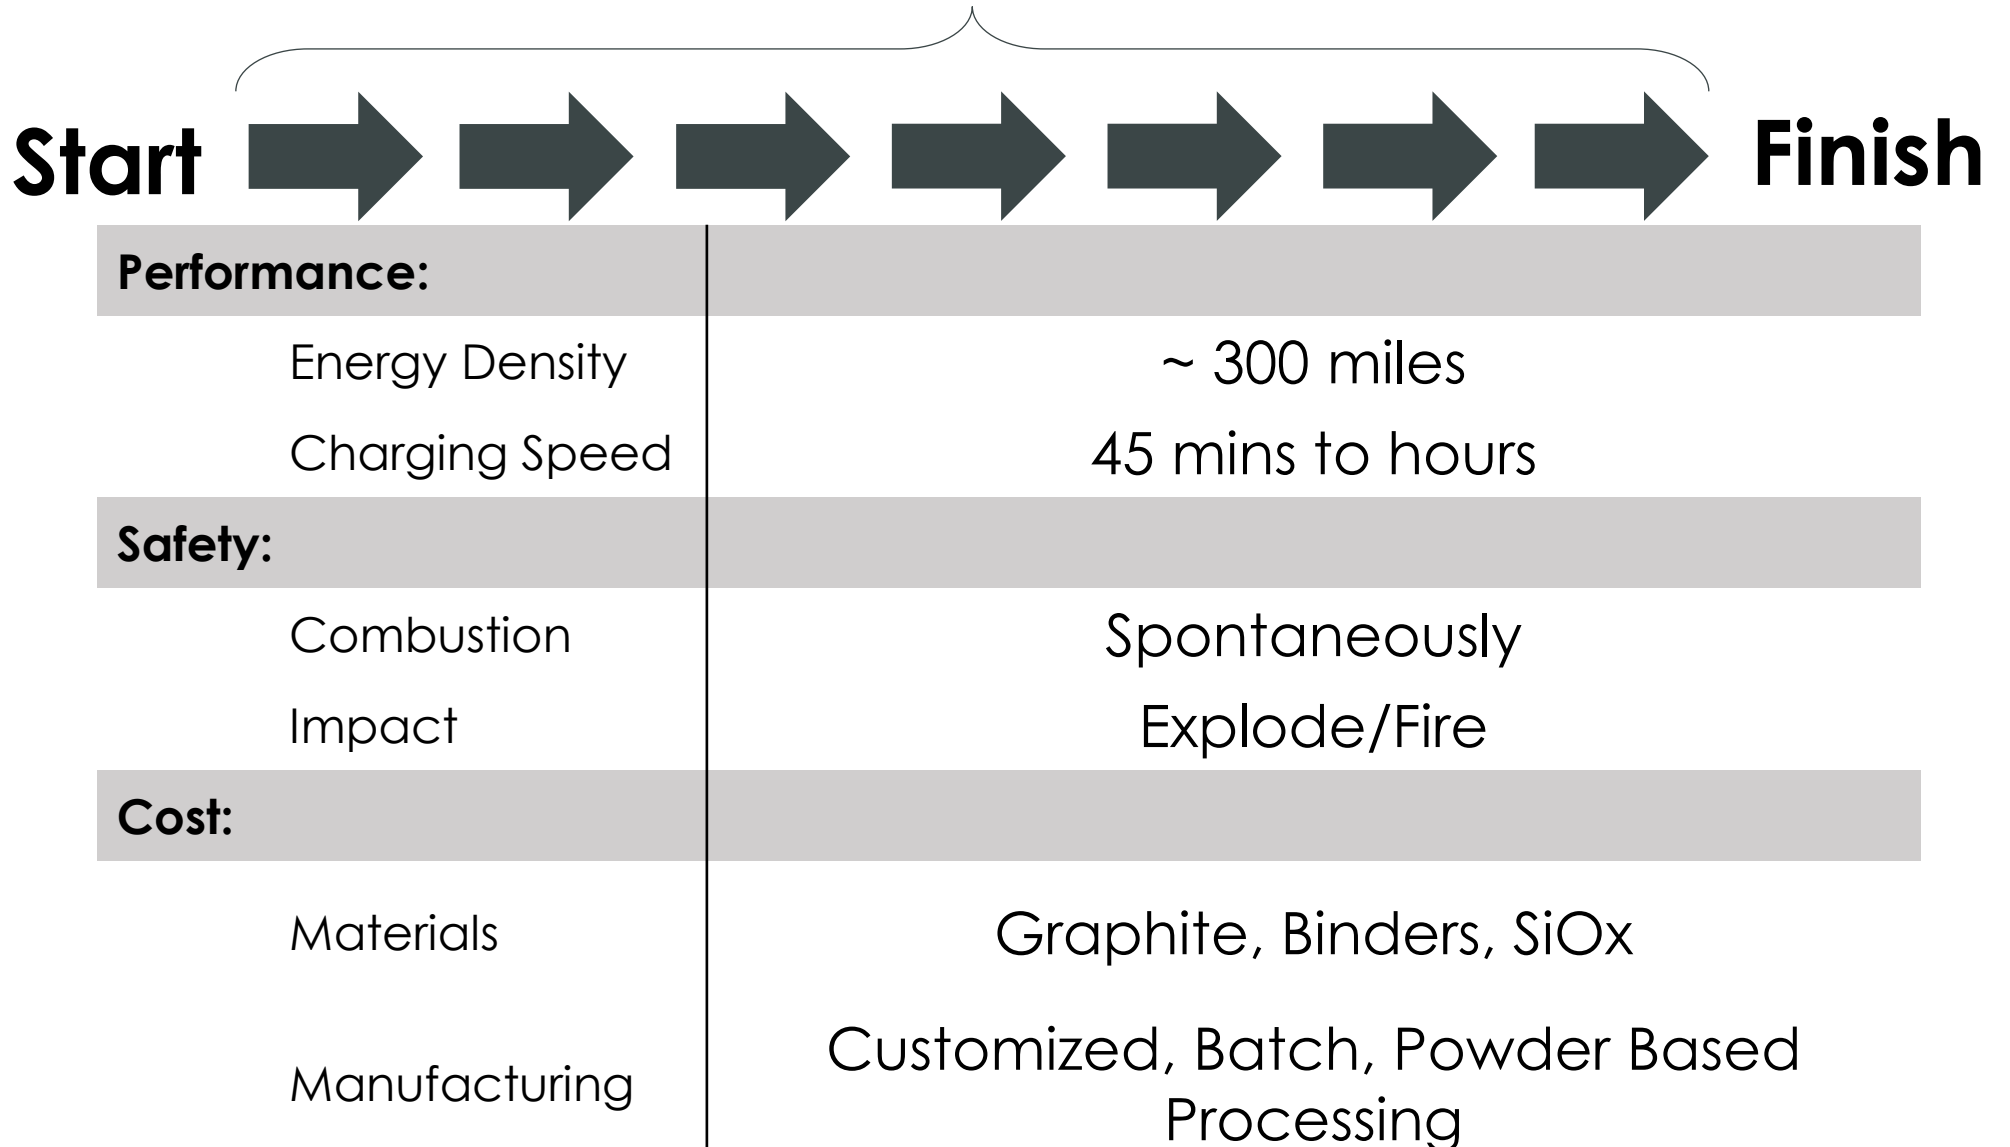 Start Finish
Performance:
Energy Density ~ 300 miles
Charging Speed 45 mins to hours
Safety:
Combustion Spontaneously
Impact Explode/Fire
Cost:
Materials Graphite, Binders, SiOx
Manufacturing Customized, Batch, Powder Based
Processing